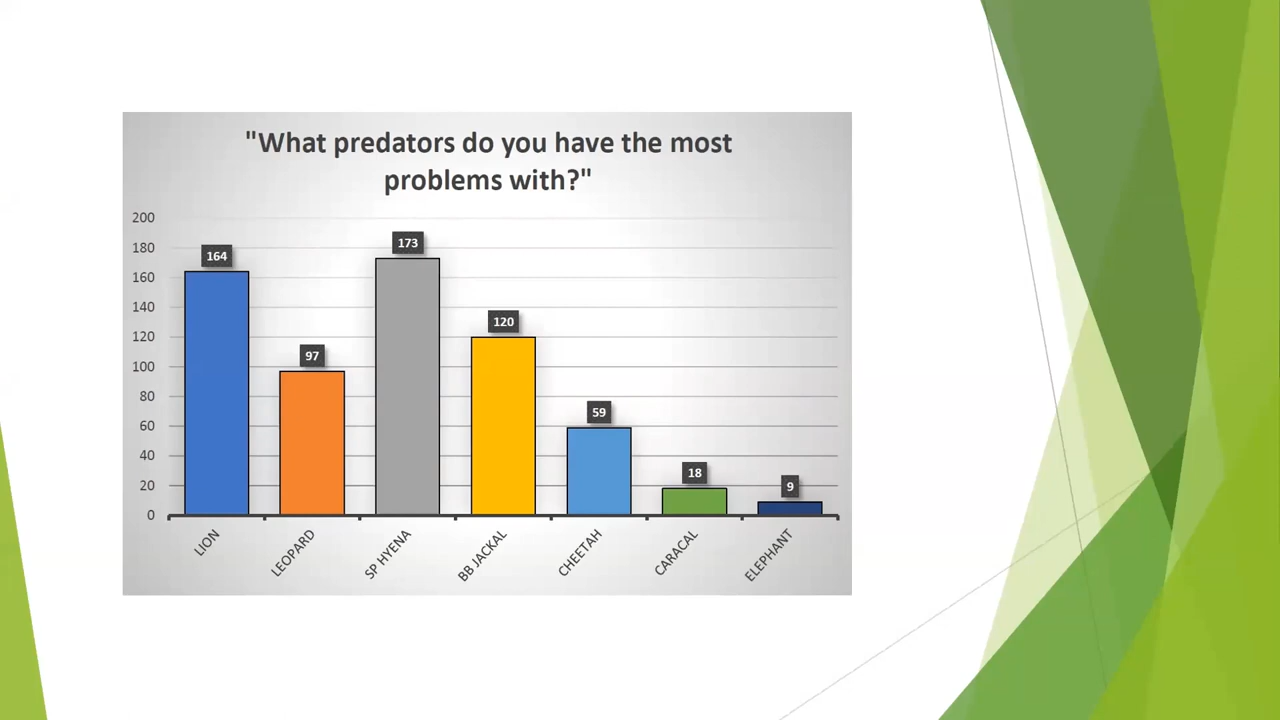 "What predators do you have the most
problems with?"
200
180
160
140
120
100
80
60
40
20
0
164
97
173
120
59
18
9
LION
LEOPARD
SP HYENA
BB JACKAL
CHEETAH
CARACAL
ELEPHANT